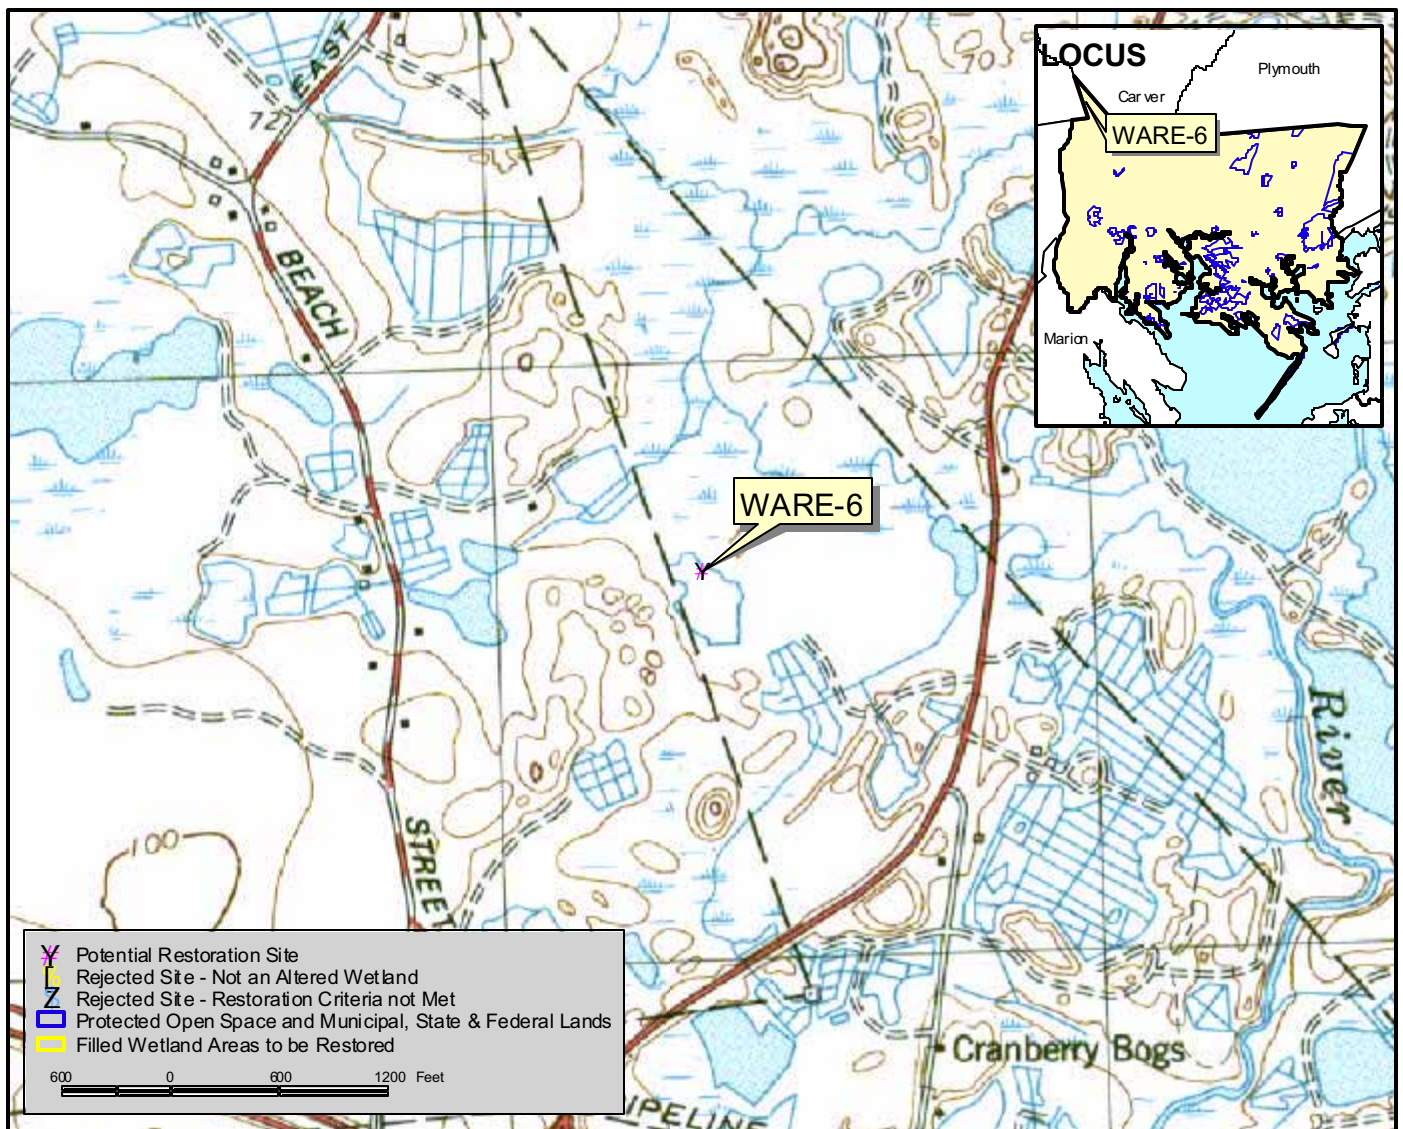 LOCUS
Plymouth
Carver
WARE-6
Marion
EAST
72
70
BEACH
WARE-6
River
100
STREET
Potential Restoration Site
Rejected Site - Not an Altered Wetland
Rejected Site - Restoration Criteria not Met
Protected Open Space and Municipal, State & Federal Lands
Filled Wetland Areas to be Restored
600 0 600 1200 Feet
Cranberry Bogs
IPELINE